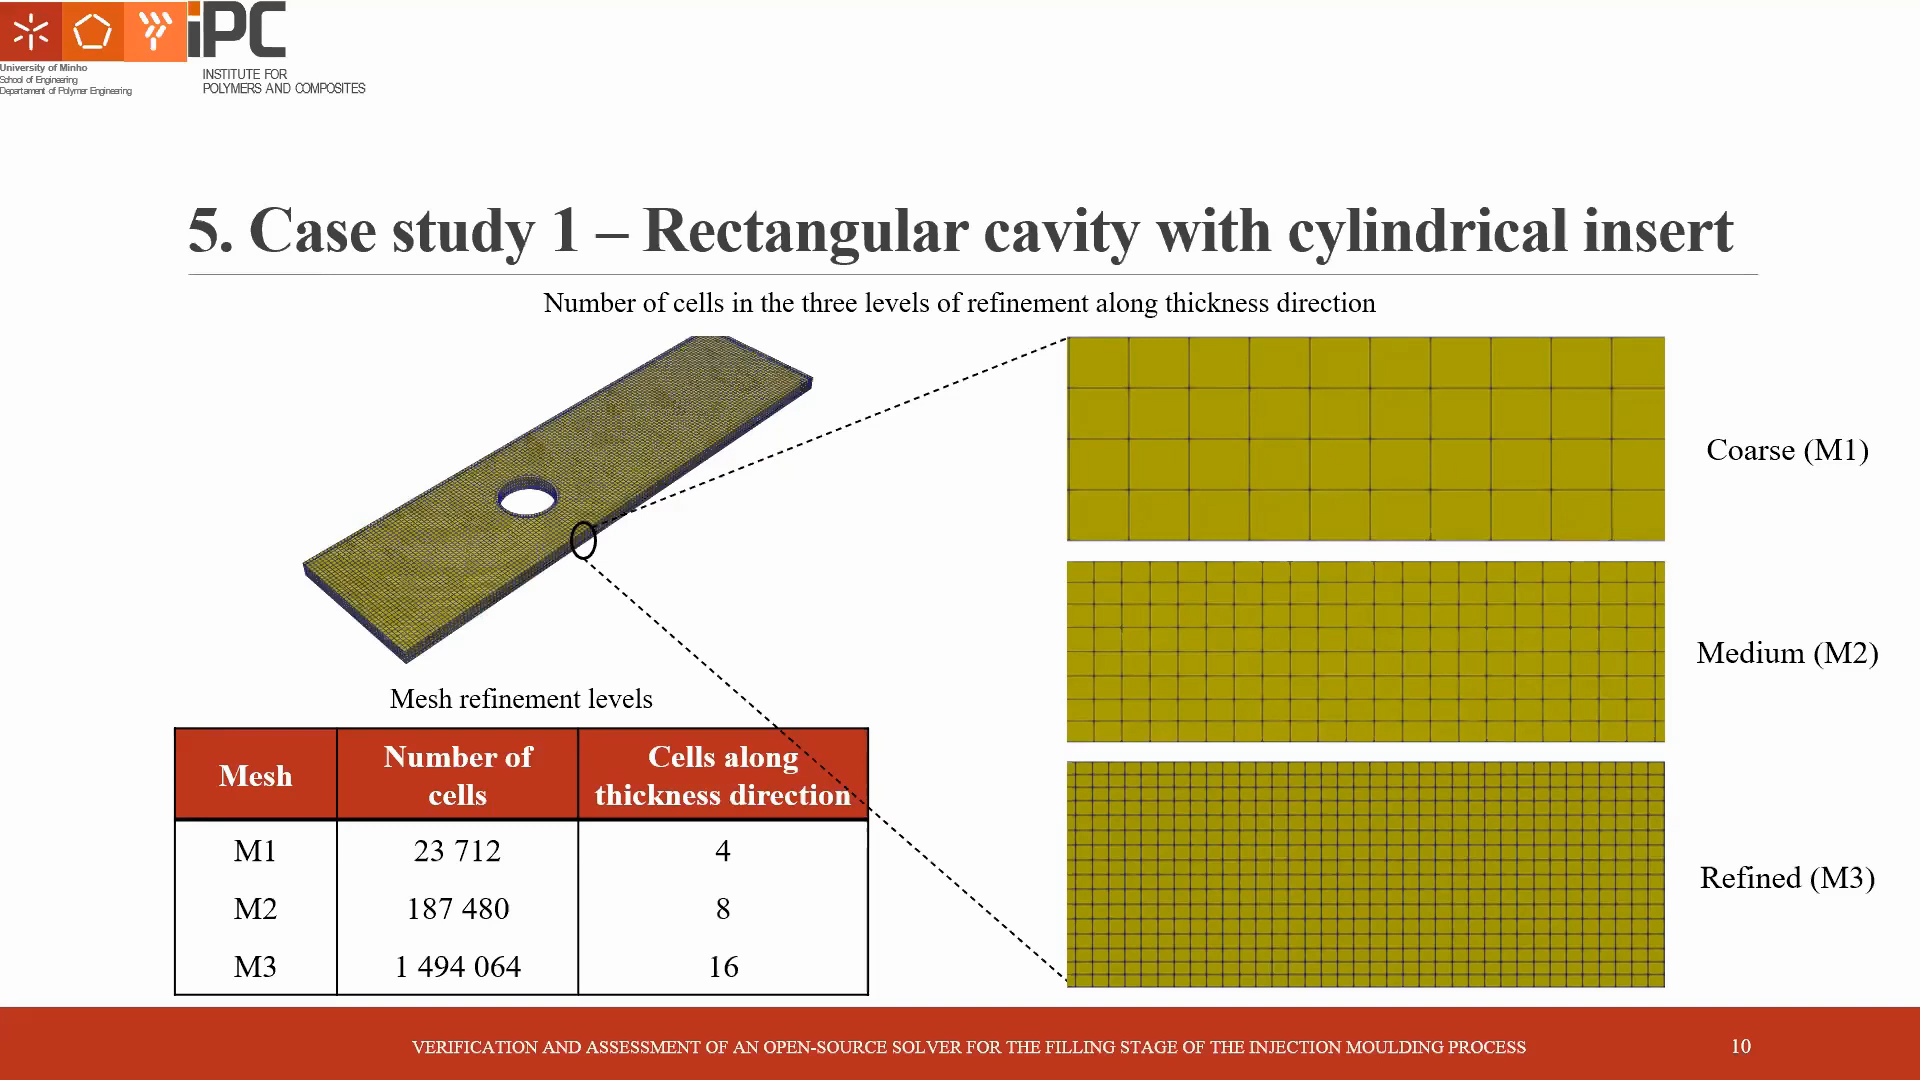 iPC
University of Minho
School of Engineering
Departament of Polymer Engineering
INSTITUTE FOR
POLYMERS AND COMPOSITES
5. Case study 1 – Rectangular cavity with cylindrical insert
Number of cells in the three levels of refinement along thickness direction
Coarse (M1)
Medium (M2)
Refined (M3)
Mesh refinement levels
Mesh Number of cells Cells along thickness direction
M1 23 712 4
M2 187 480 8
M3 1 494 064 16
VERIFICATION AND ASSESSMENT OF AN OPEN-SOURCE SOLVER FOR THE FILLING STAGE OF THE INJECTION MOULDING PROCESS
10